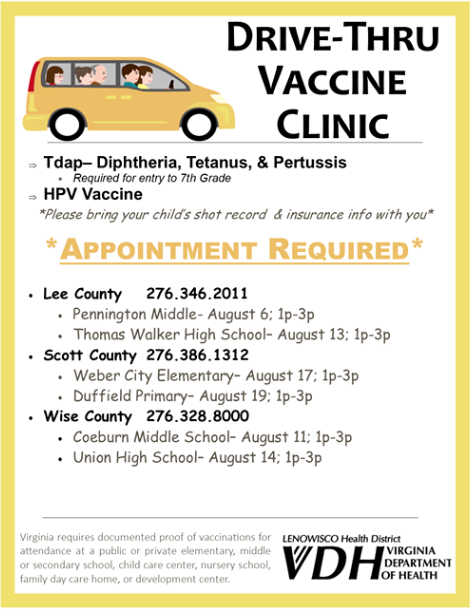 DRIVE-THRU
VACCINE
CLINIC
⇒ Tdap– Diphtheria, Tetanus, & Pertussis
• Required for entry to 7th Grade
⇒ HPV Vaccine
*Please bring your child's shot record & insurance info with you*
*APPOINTMENT REQUIRED*
• Lee County 276.346.2011
• Pennington Middle- August 6; 1p-3p
• Thomas Walker High School– August 13; 1p-3p
• Scott County 276.386.1312
• Weber City Elementary– August 17; 1p-3p
• Duffield Primary– August 19; 1p-3p
• Wise County 276.328.8000
• Coeburn Middle School– August 11; 1p-3p
• Union High School– August 14; 1p-3p
Virginia requires documented proof of vaccinations for
attendance at a public or private elementary, middle
or secondary school, child care center, nursery school,
family day care home, or development center.
LENOWISCO Health District
VDH VIRGINIA
DEPARTMENT
OF HEALTH